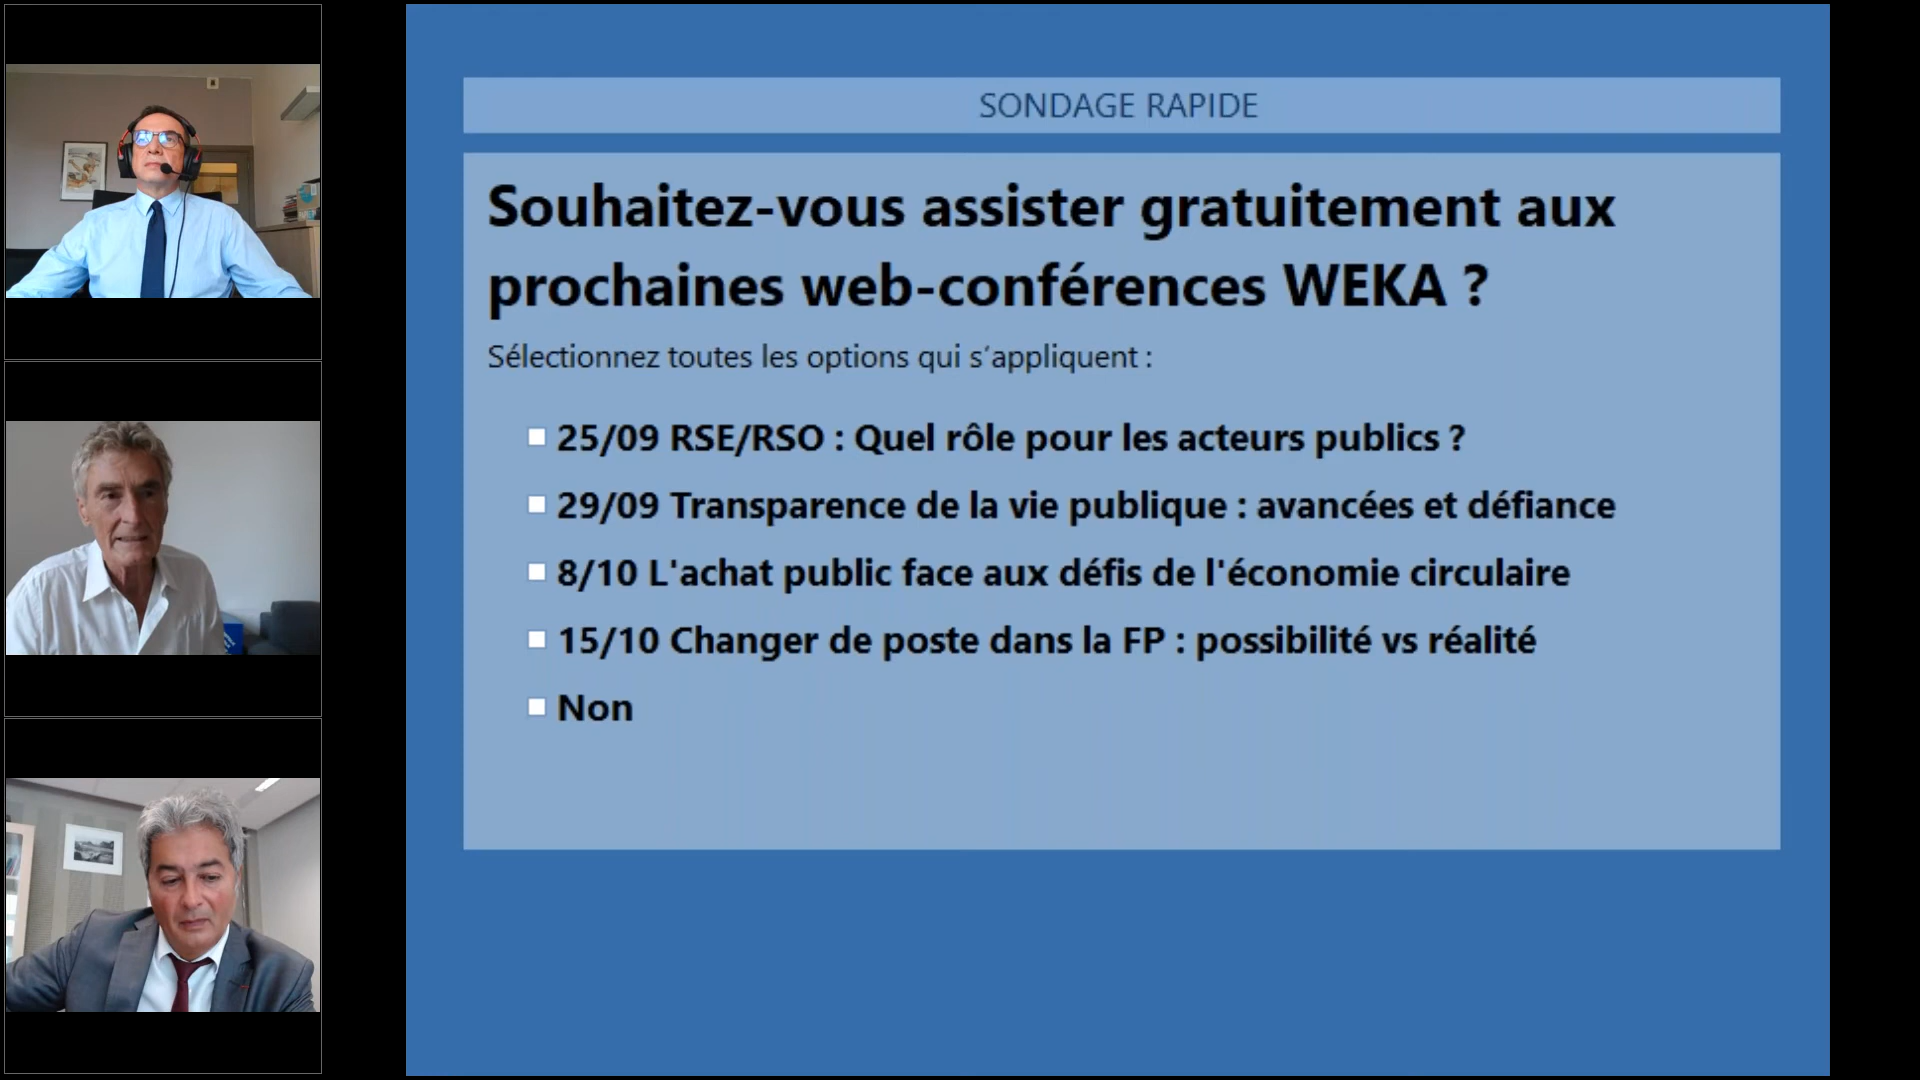 SONDAGE RAPIDE
Souhaitez-vous assister gratuitement aux
prochaines web-conférences WEKA ?
Sélectionnez toutes les options qui s’appliquent :
25/09 RSE/RSO : Quel rôle pour les acteurs publics ?
29/09 Transparence de la vie publique : avancées et défiance
8/10 L'achat public face aux défis de l'économie circulaire
15/10 Changer de poste dans la FP : possibilité vs réalité
Non